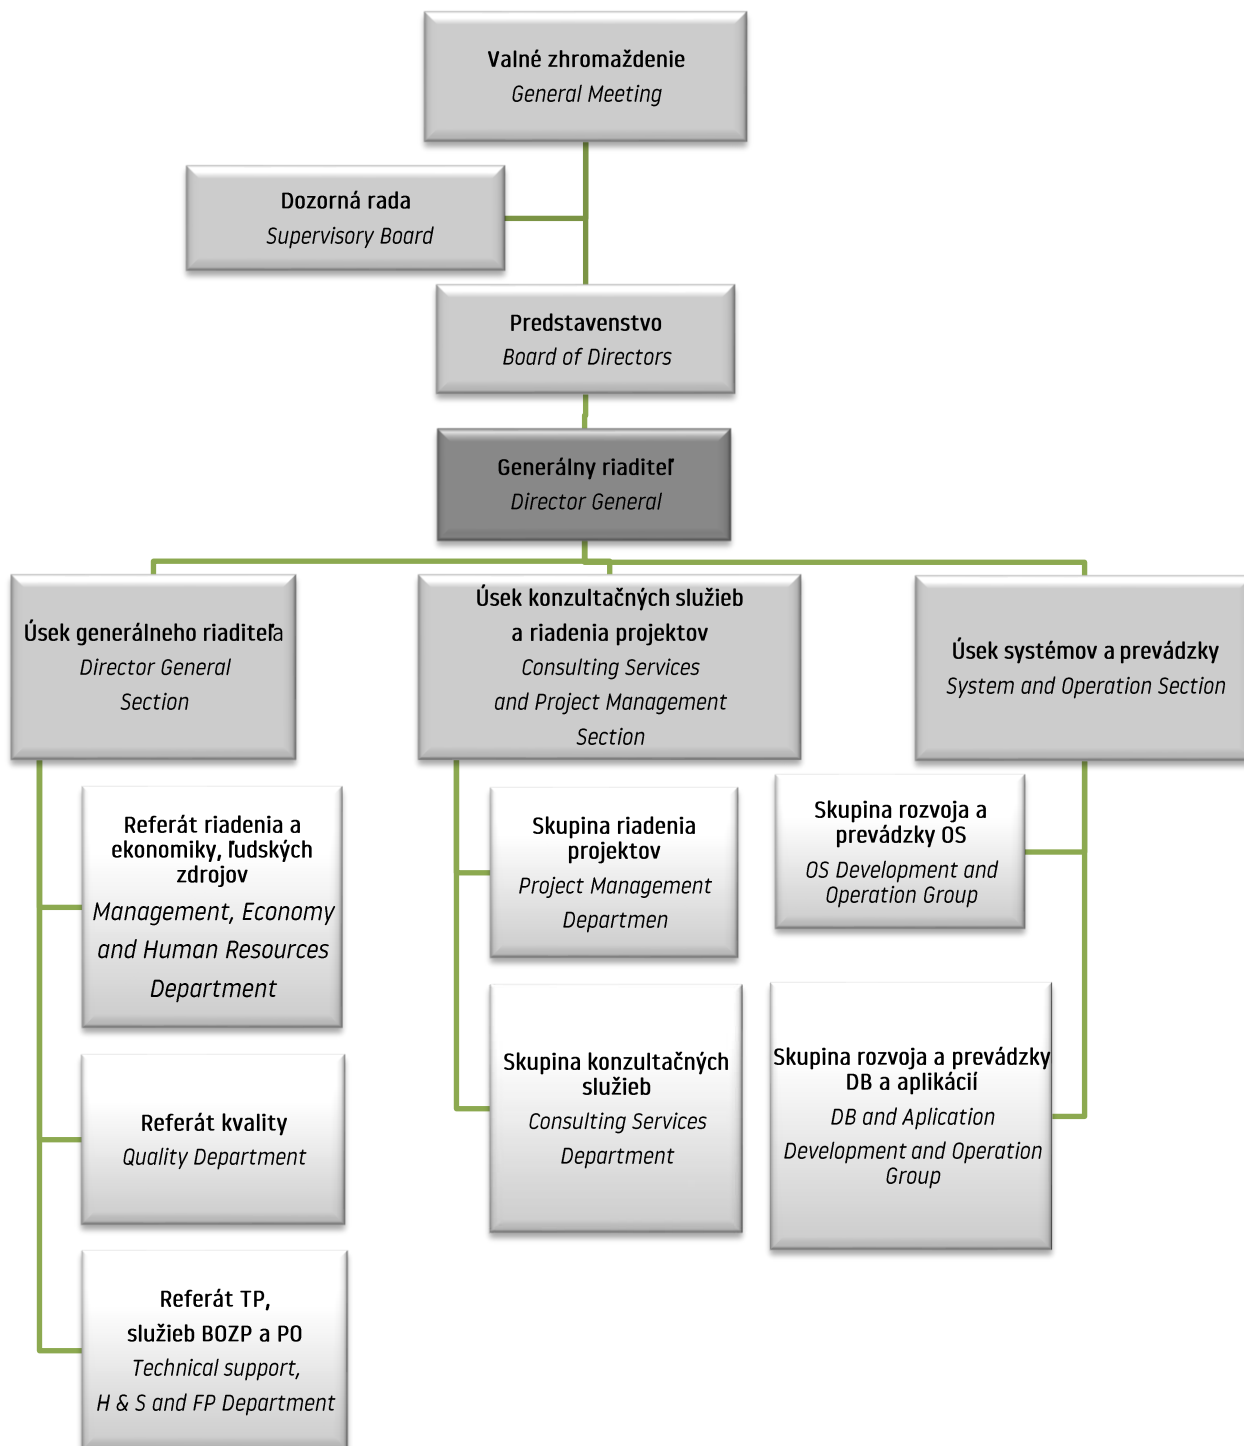 Valné zhromaždenie
General Meeting
Dozorná rada
Supervisory Board
Predstavenstvo
Board of Directors
Generálny riaditeľ
Director General
Úsek generálneho riaditeľa
Director General
Section
Úsek konzultačných služieb
a riadenia projektov
Consulting Services
and Project Management
Section
Úsek systémov a prevádzky
System and Operation Section
Referát riadenia a
ekonomiky, ľudských
zdrojov
Management, Economy
and Human Resources
Department
Referát kvality
Quality Department
Referát TP,
služieb BOZP a PO
Technical support,
H & S and FP Department
Skupina riadenia
projektov
Project Management
Departmen
Skupina konzultačných
služieb
Consulting Services
Department
Skupina rozvoja a
prevádzky OS
OS Development and
Operation Group
Skupina rozvoja a prevádzky
DB a aplikácií
DB and Aplication
Development and Operation
Group